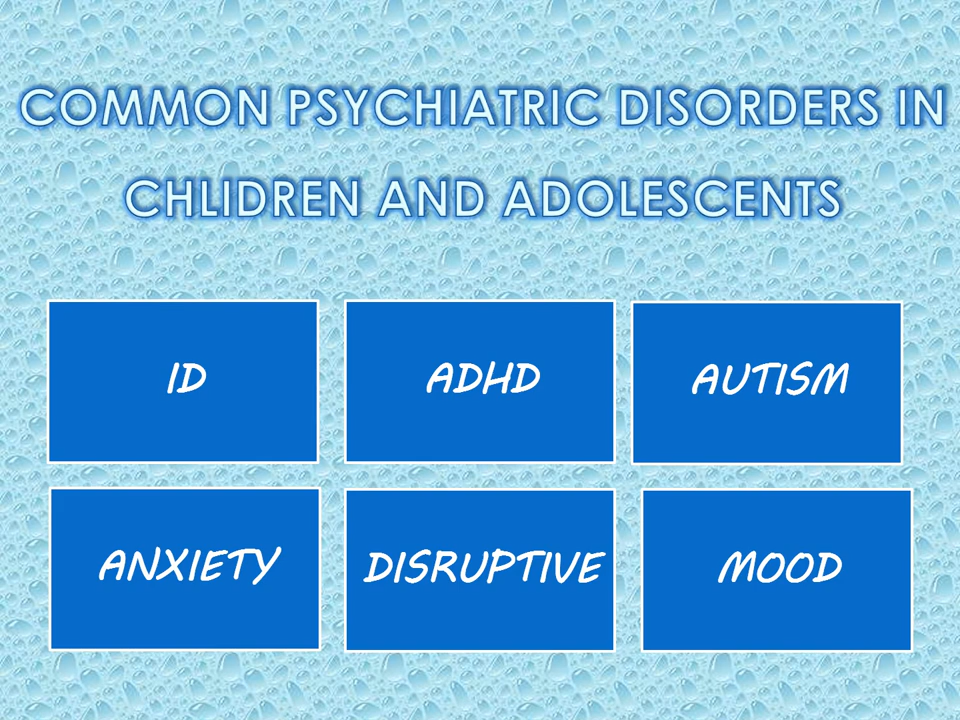 COMMON PSYCHIATRIC DISORDERS IN
CHLIDREN AND ADOLESCENTS
ID
ADHD
AUTISM
ANXIETY
DISRUPTIVE
MOOD